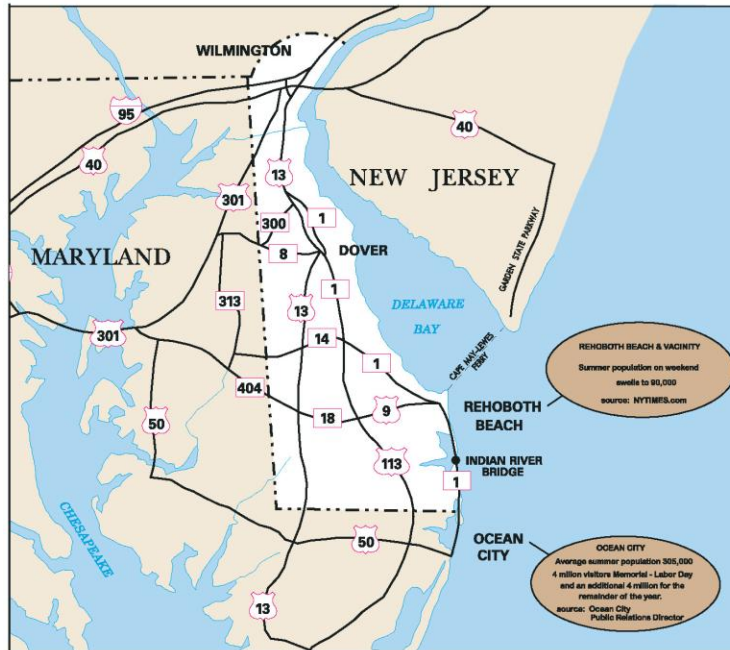 WILMINGTON
95
40
40
13
NEW JERSEY
301
300
1
MARYLAND
8
DOVER
GARDEN STATE PARKWAY
313
13
1
DELAWARE
BAY
301
14
1
CAPE MAY-LEWES
FERRY
REHOBOTH BEACH & VACINITY
Summer population on weekend
swells to 90,000
source: NYTIMES.com
404
50
18
9
REHOBOTH
BEACH
113
INDIAN RIVER
BRIDGE
1
CHESAPEAKE
50
OCEAN
CITY
OCEAN CITY
Average summer population 305,000
4 million visitors Memorial - Labor Day
and an additional 4 million for the
remainder of the year.
source: Ocean City
Public Relations Director
13